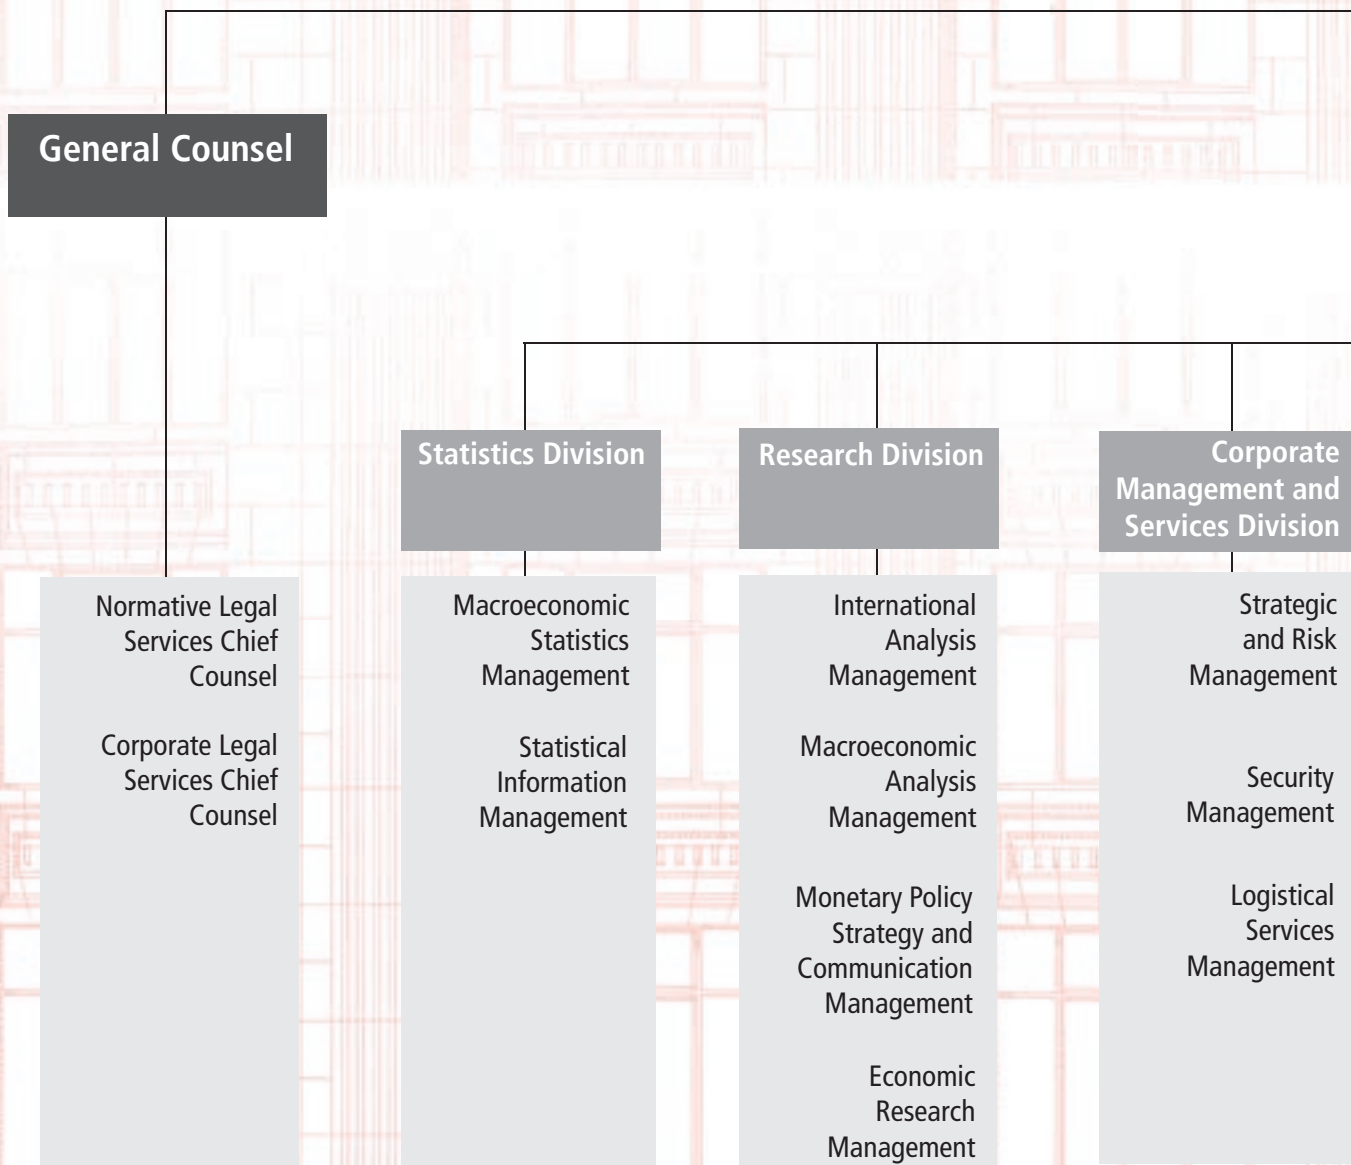 General Counsel
Statistics Division
Research Division
Corporate
Management and
Services Division
Normative Legal
Services Chief
Counsel
Corporate Legal
Services Chief
Counsel
Macroeconomic
Statistics
Management
Statistical
Information
Management
International
Analysis
Management
Macroeconomic
Analysis
Management
Monetary Policy
Strategy and
Communication
Management
Economic
Research
Management
Strategic
and Risk
Management
Security
Management
Logistical
Services
Management